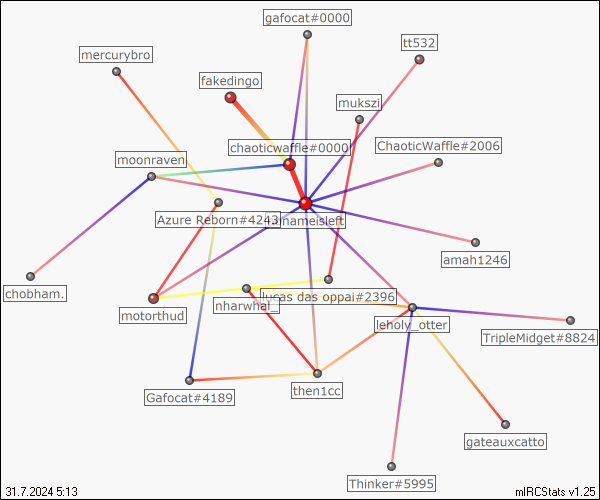 gafocat#0000
tt532
mercurybro
fakedingo
mukszi
chaoticwaffle#0000
ChaoticWaffle#2006
moonraven
Azure Reborn#4243
nameisleft
amah1246
chobham.
lucas das oppai#2396
nharwhal_
motorthud
leholy_otter
TripleMidget#8824
then1cc
Gafocat#4189
gateauxcatto
Thinker#5995
31.7.2024 5:13
mIRCStats v1.25